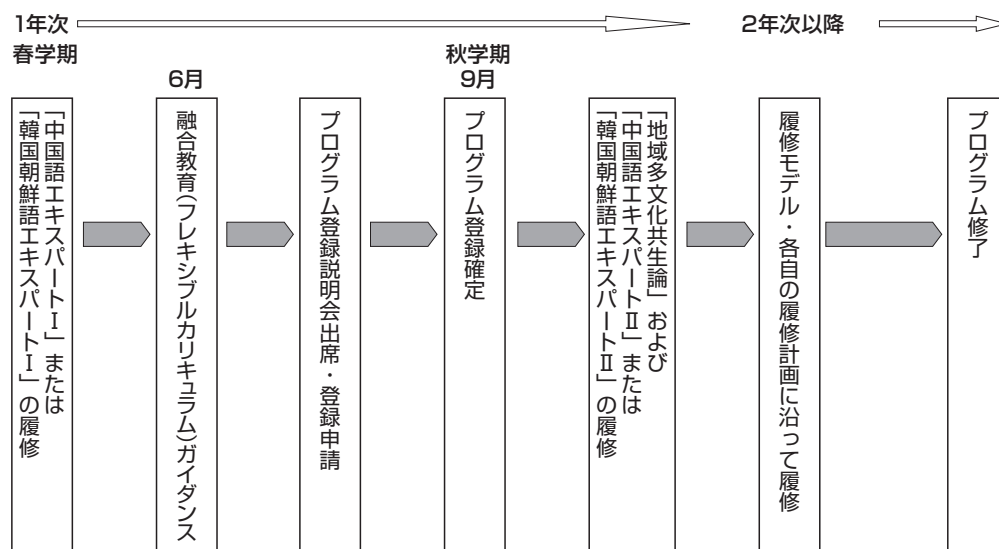 1年次
2年次以降
春学期
秋学期
6月
9月
「中国語エキスパートⅠ」または
「韓国朝鮮語エキスパートⅠ」の履修
融合教育(フレキシブルカリキュラム)ガイダンス
プログラム登録説明会出席・登録申請
プログラム登録確定
「地域多文化共生論」および
「中国語エキスパートⅡ」または
「韓国朝鮮語エキスパートⅡ」の履修
履修モデル・各自の履修計画に沿って履修
プログラム修了